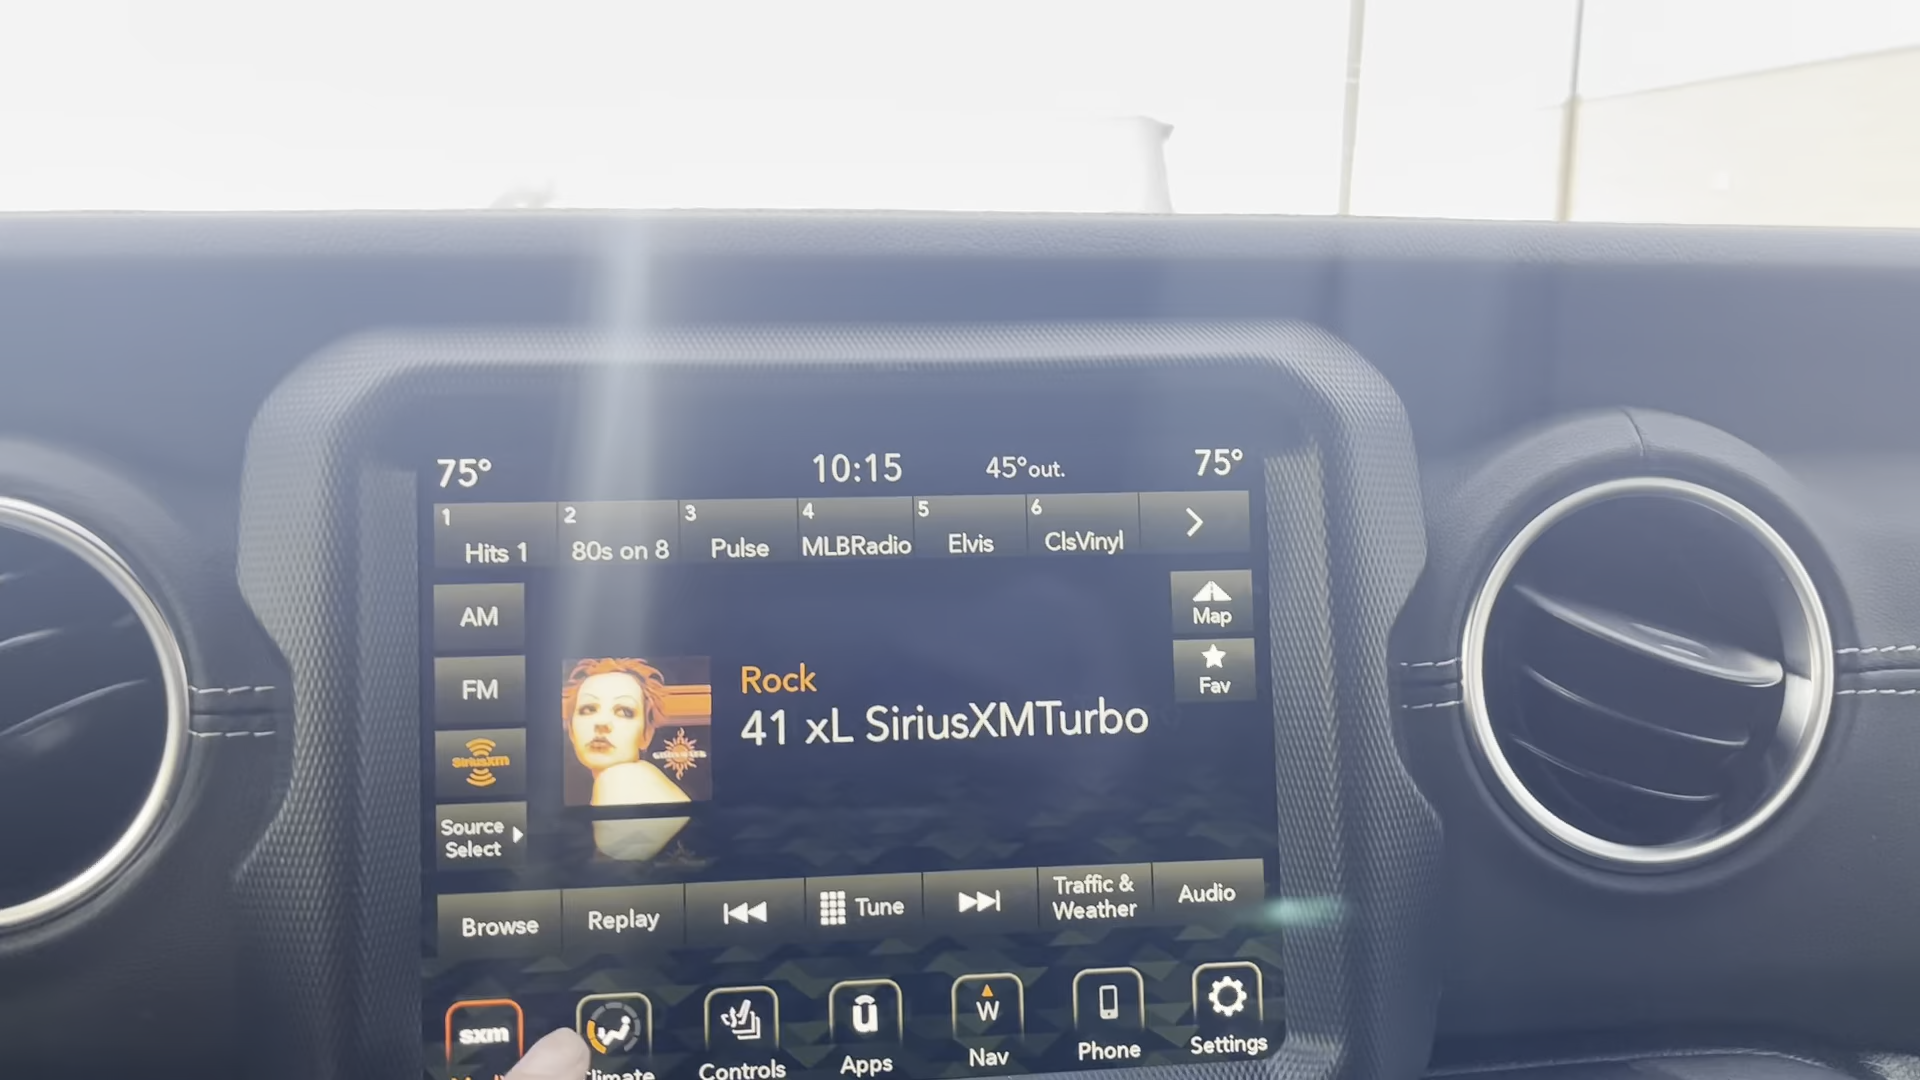 75°
10:15
45°out.
75°
1
Hits 1
2
80s on 8
3
Pulse
4
MLBRadio
5
Elvis
6
ClsVinyl
AM
Map
FM
Fav
Rock
41 xL SiriusXMTurbo
SiriusXM
Source
Select
Browse
Replay
Tune
Traffic &
Weather
Audio
sxm
Controls
Apps
W
Nav
Phone
Settings